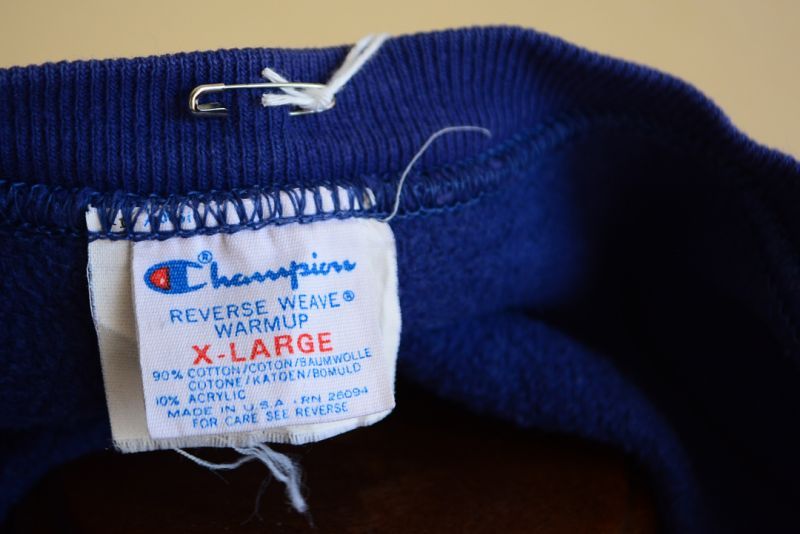 Champion®
REVERSE WEAVE®
WARMUP
X-LARGE
90% COTTON/COTON/BAUMWOLLE
COTONE/KATOEN/BOMULD
10% ACRYLIC
MADE IN U.S.A. - RN 26094
FOR CARE SEE REVERSE